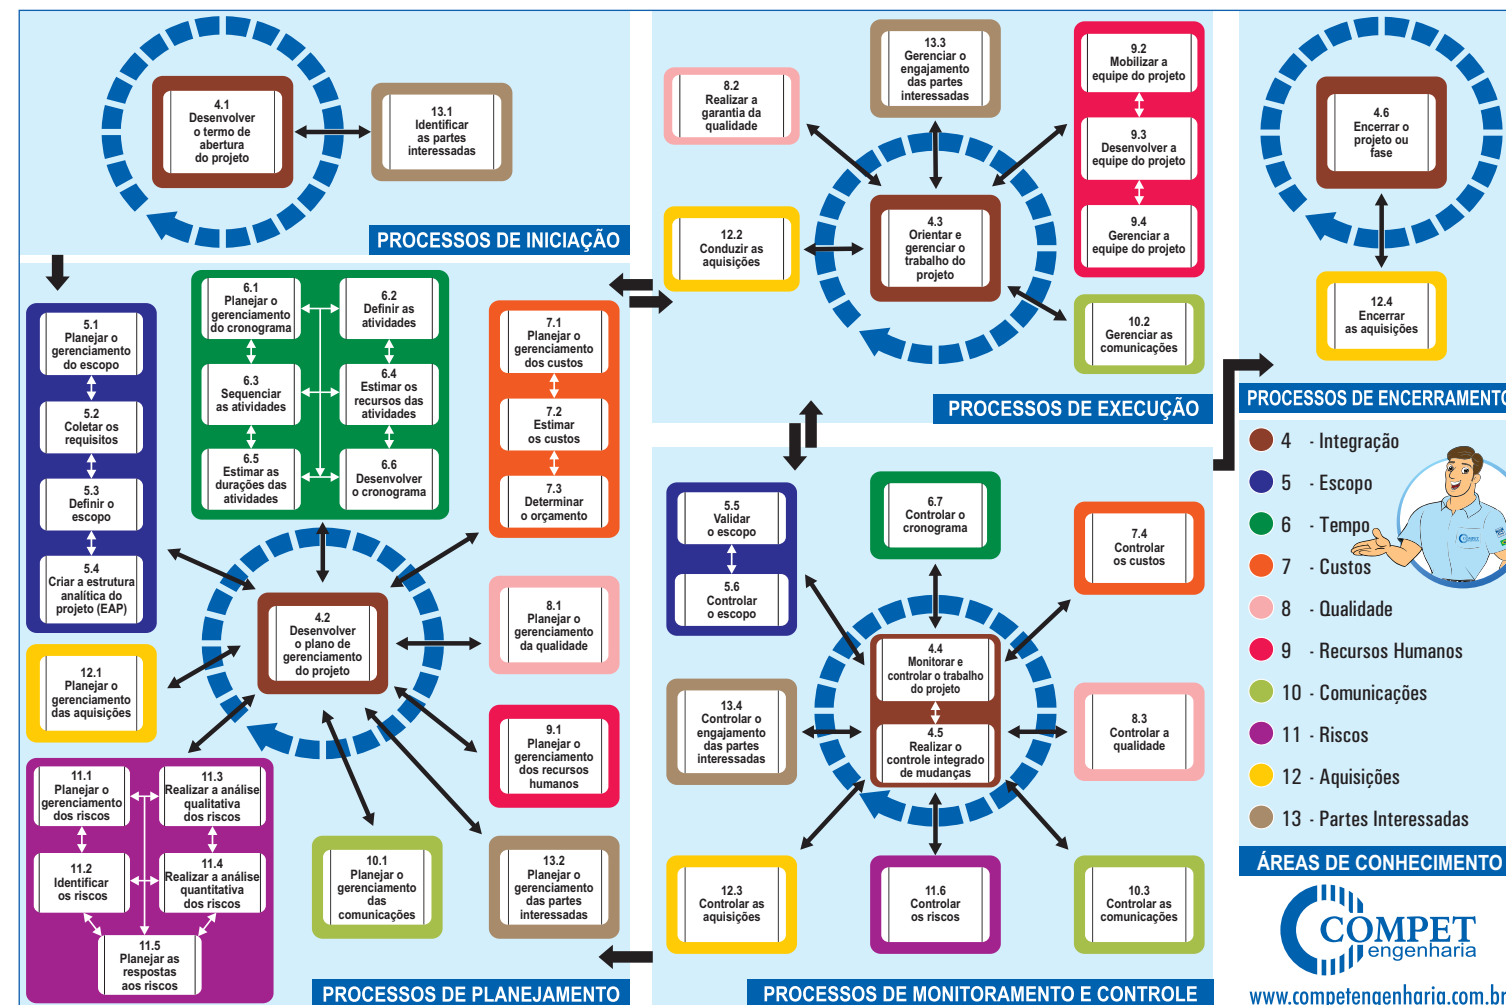 4.1
Desenvolver
o termo de
abertura
do projeto
13.1
Identificar
as partes
interessadas
PROCESSOS DE INICIAÇÃO
5.1
Planejar o
gerenciamento
do escopo
5.2
Coletar os
requisitos
5.3
Definir o
escopo
5.4
Criar a estrutura
analítica do
projeto (EAP)
6.1
Planejar o
gerenciamento
do cronograma
6.2
Definir as
atividades
6.3
Sequenciar
as atividades
6.4
Estimar os
recursos das
atividades
6.5
Estimar as
durações das
atividades
6.6
Desenvolver
o cronograma
7.1
Planejar o
gerenciamento
dos custos
7.2
Estimar
os custos
7.3
Determinar
o orçamento
4.2
Desenvolver
o plano de
gerenciamento
do projeto
8.1
Planejar o
gerenciamento
da qualidade
12.1
Planejar o
gerenciamento
das aquisições
9.1
Planejar o
gerenciamento
dos recursos
humanos
11.1
Planejar o
gerenciamento
dos riscos
11.3
Realizar a análise
qualitativa
dos riscos
11.2
Identificar
os riscos
11.4
Realizar a análise
quantitativa
dos riscos
11.5
Planejar as
respostas
aos riscos
10.1
Planejar o
gerenciamento
das
comunicações
13.2
Planejar o
gerenciamento
das partes
interessadas
PROCESSOS DE PLANEJAMENTO
8.2
Realizar a
garantia da
qualidade
13.3
Gerenciar o
engajamento
das partes
interessadas
9.2
Mobilizar a
equipe do projeto
9.3
Desenvolver a
equipe do projeto
9.4
Gerenciar a
equipe do projeto
12.2
Conduzir as
aquisições
4.3
Orientar e
gerenciar o
trabalho do
projeto
10.2
Gerenciar as
comunicações
PROCESSOS DE EXECUÇÃO
5.5
Validar
o escopo
5.6
Controlar
o escopo
6.7
Controlar o
cronograma
7.4
Controlar
os custos
4.4
Monitorar e
controlar o trabalho
do projeto
4.5
Realizar o
controle integrado
de mudanças
13.4
Controlar o
engajamento
das partes
interessadas
8.3
Controlar a
qualidade
12.3
Controlar as
aquisições
11.6
Controlar
os riscos
10.3
Controlar as
comunicações
PROCESSOS DE MONITORAMENTO E CONTROLE
4.6
Encerrar o
projeto ou
fase
12.4
Encerrar
as aquisições
PROCESSOS DE ENCERRAMENTO
4 - Integração
5 - Escopo
6 - Tempo
7 - Custos
8 - Qualidade
9 - Recursos Humanos
10 - Comunicações
11 - Riscos
12 - Aquisições
13 - Partes Interessadas
COMPET
ÁREAS DE CONHECIMENTO
COMPET
engenharia
www.competengenharia.com.br